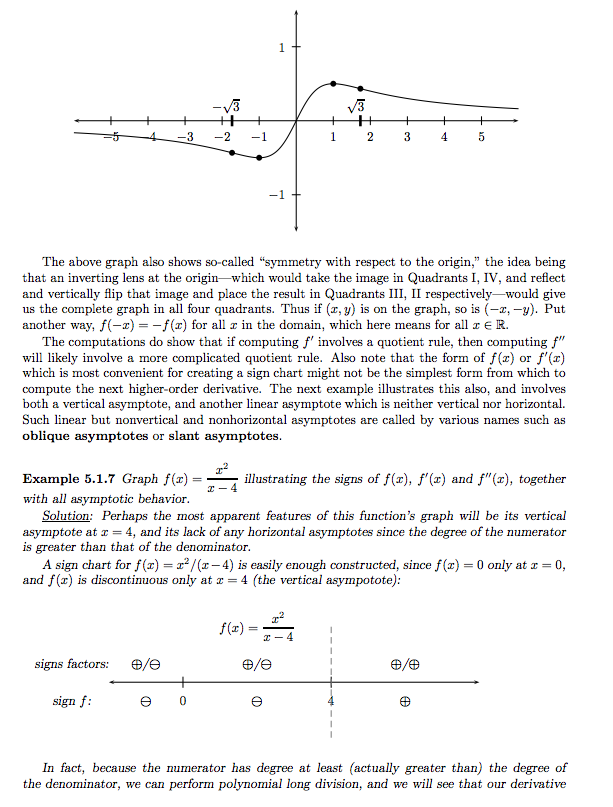 1
−√3 √3
−5 −4 −3 −2 −1 1 2 3 4 5
−1
The above graph also shows so-called “symmetry with respect to the origin,” the idea being
that an inverting lens at the origin—which would take the image in Quadrants I, IV, and reflect
and vertically flip that image and place the result in Quadrants III, II respectively—would give
us the complete graph in all four quadrants. Thus if (x, y) is on the graph, so is (−x, −y). Put
another way, f(−x) = −f(x) for all x in the domain, which here means for all x ∈ ℝ.
The computations do show that if computing f′ involves a quotient rule, then computing f″
will likely involve a more complicated quotient rule. Also note that the form of f(x) or f′(x)
which is most convenient for creating a sign chart might not be the simplest form from which to
compute the next higher-order derivative. The next example illustrates this also, and involves
both a vertical asymptote, and another linear asymptote which is neither vertical nor horizontal.
Such linear but nonvertical and nonhorizontal asymptotes are called by various names such as
oblique asymptotes or slant asymptotes.
Example 5.1.7 Graph f(x) = x²/(x − 4) illustrating the signs of f(x), f′(x) and f″(x), together
with all asymptotic behavior.
Solution: Perhaps the most apparent features of this function’s graph will be its vertical
asymptote at x = 4, and its lack of any horizontal asymptotes since the degree of the numerator
is greater than that of the denominator.
A sign chart for f(x) = x²/(x−4) is easily enough constructed, since f(x) = 0 only at x = 0,
and f(x) is discontinuous only at x = 4 (the vertical asympotote):
f(x) = x²/(x − 4)
signs factors: ⊕/⊖ ⊕/⊖ ⊕/⊕
sign f: ⊖ 0 ⊖ 4 ⊕
In fact, because the numerator has degree at least (actually greater than) the degree of
the denominator, we can perform polynomial long division, and we will see that our derivative